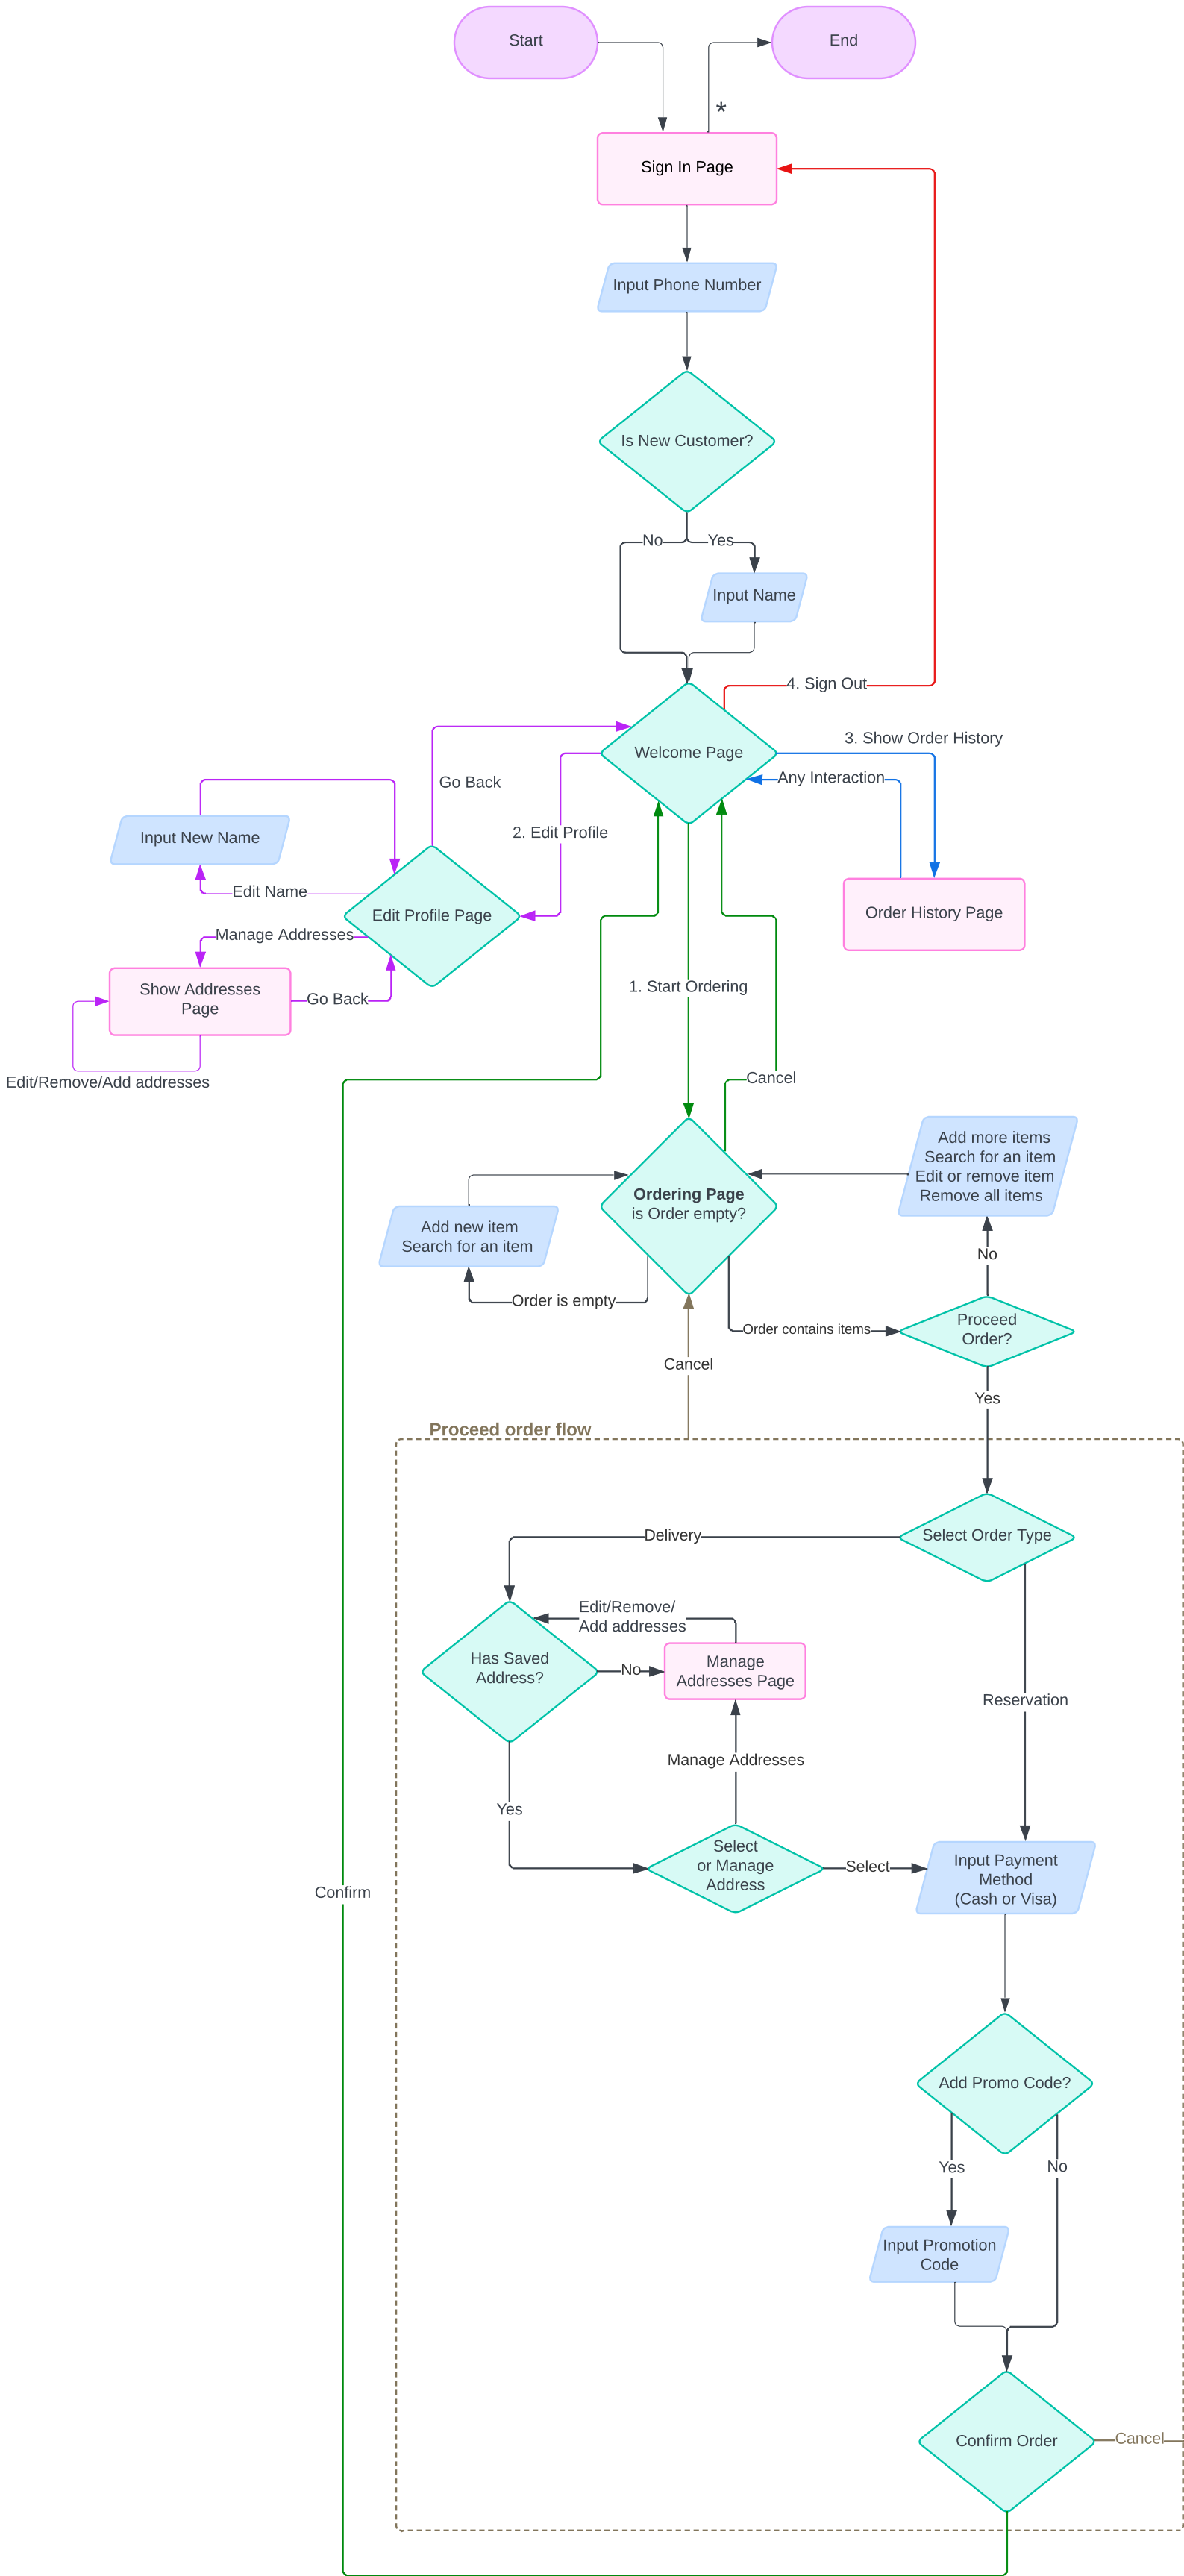 Start
End
*
Sign In Page
Input Phone Number
Is New Customer?
No
Yes
Input Name
4. Sign Out
Welcome Page
3. Show Order History
Any Interaction
Go Back
2. Edit Profile
Input New Name
Edit Name
Edit Profile Page
Order History Page
Manage Addresses
Show Addresses
Page
Go Back
Edit/Remove/Add addresses
1. Start Ordering
Cancel
Add more items
Search for an item
Edit or remove item
Remove all items
Ordering Page
is Order empty?
Add new item
Search for an item
No
Order is empty
Order contains items
Proceed
Order?
Cancel
Yes
Proceed order flow
Select Order Type
Delivery
Edit/Remove/
Add addresses
Has Saved
Address?
No
Manage
Addresses Page
Reservation
Manage Addresses
Yes
Select
or Manage
Address
Select
Input Payment
Method
(Cash or Visa)
Confirm
Add Promo Code?
Yes
No
Input Promotion
Code
Confirm Order
Cancel